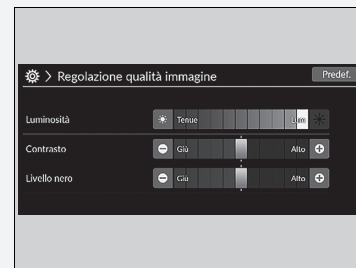 > Regolazione qualità immagine Predef.
Luminosità Tenue Lum
Contrasto Giù Alto
Livello nero Giù Alto